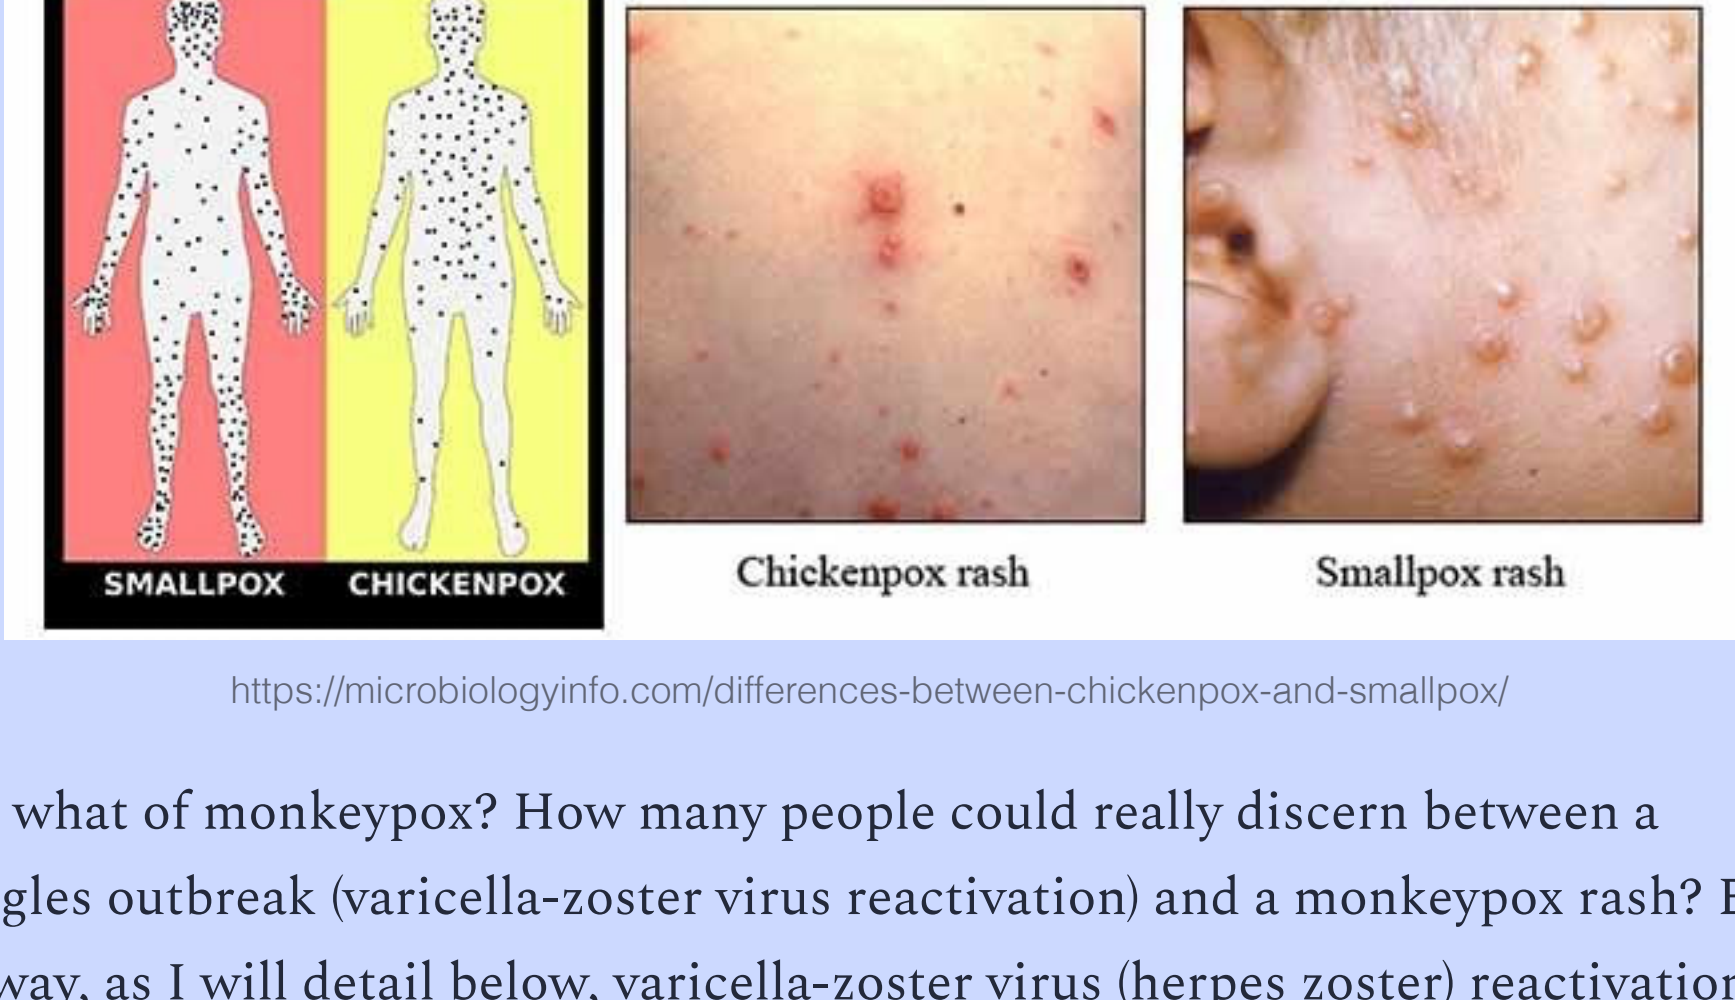 SMALLPOX CHICKENPOX
Chickenpox rash Smallpox rash
https://microbiologyinfo.com/differences-between-chickenpox-and-smallpox/
what of monkeypox? How many people could really discern between a
gles outbreak (varicella-zoster virus reactivation) and a monkeypox rash?
way, as I will detail below, varicella-zoster virus (herpes zoster) reactivation